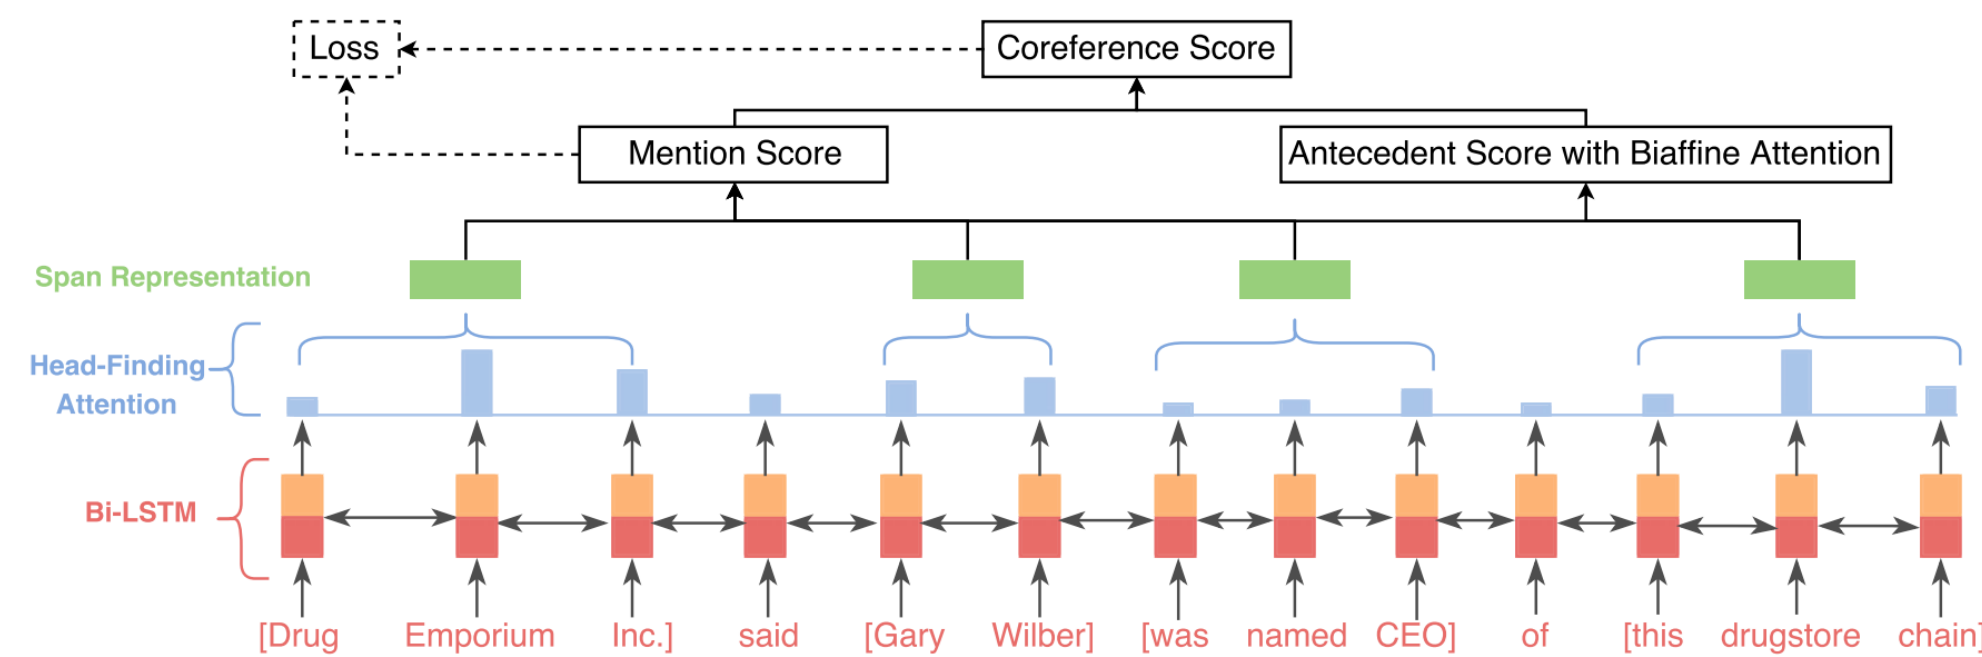 Loss
Coreference Score
Mention Score
Antecedent Score with Biaffine Attention
Span Representation
Head-Finding
Attention
Bi-LSTM
[Drug Emporium Inc.] said [Gary Wilber] [was named CEO] of [this drugstore chain]